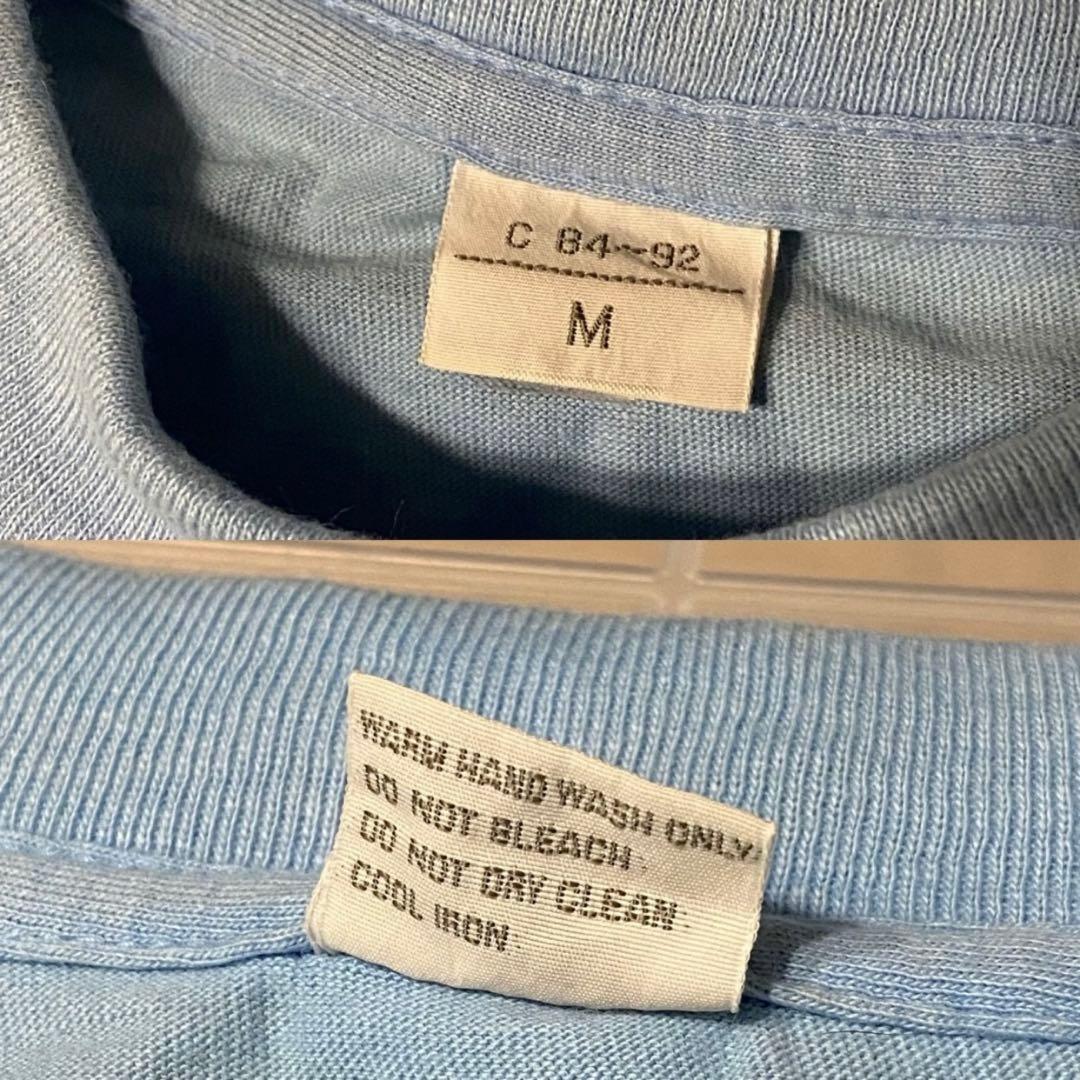 C 84~92
M
WARM HAND WASH ONLY.
DO NOT BLEACH.
DO NOT DRY CLEAN.
COOL IRON.